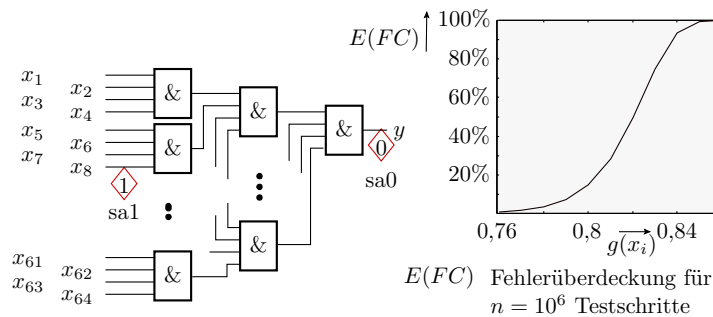 x1
x2
x3
x4
x5
x6
x7
x8
x61
x62
x63
x64
&
&
&
&
&
&
1
sa1
y
0
sa0
E(FC)
100%
80%
60%
40%
20%
0,76
0,8
0,84
g(xi)
E(FC) Fehlerüberdeckung für
n = 10^6 Testschritte